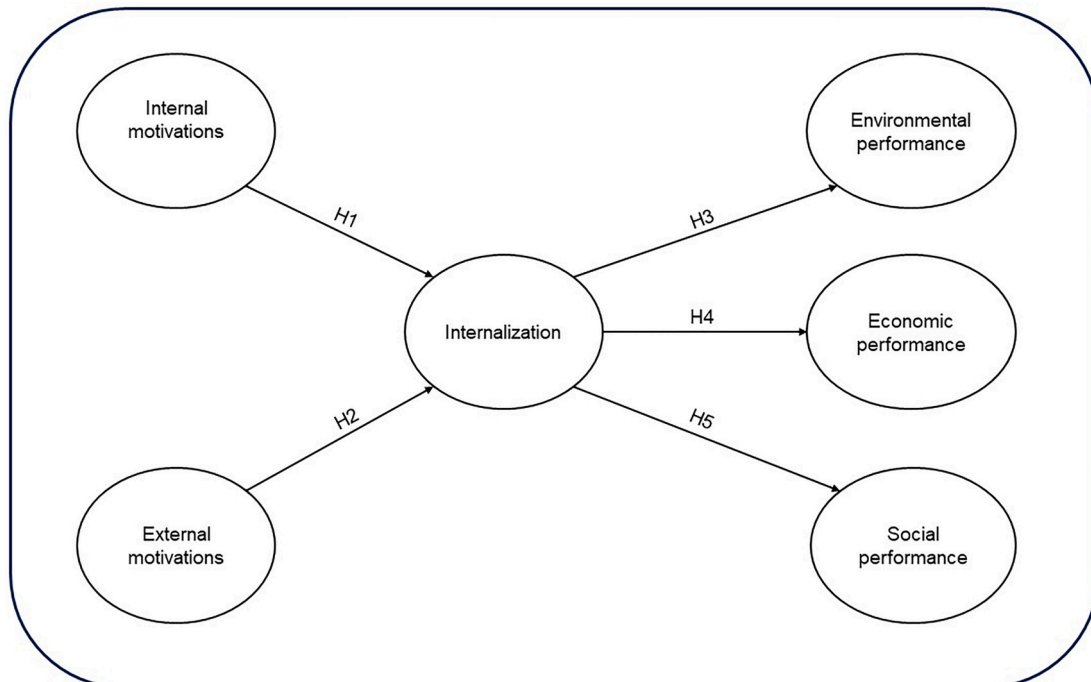 Internal
motivations
Environmental
performance
H1
H3
Internalization
H4
Economic
performance
H2
H5
External
motivations
Social
performance